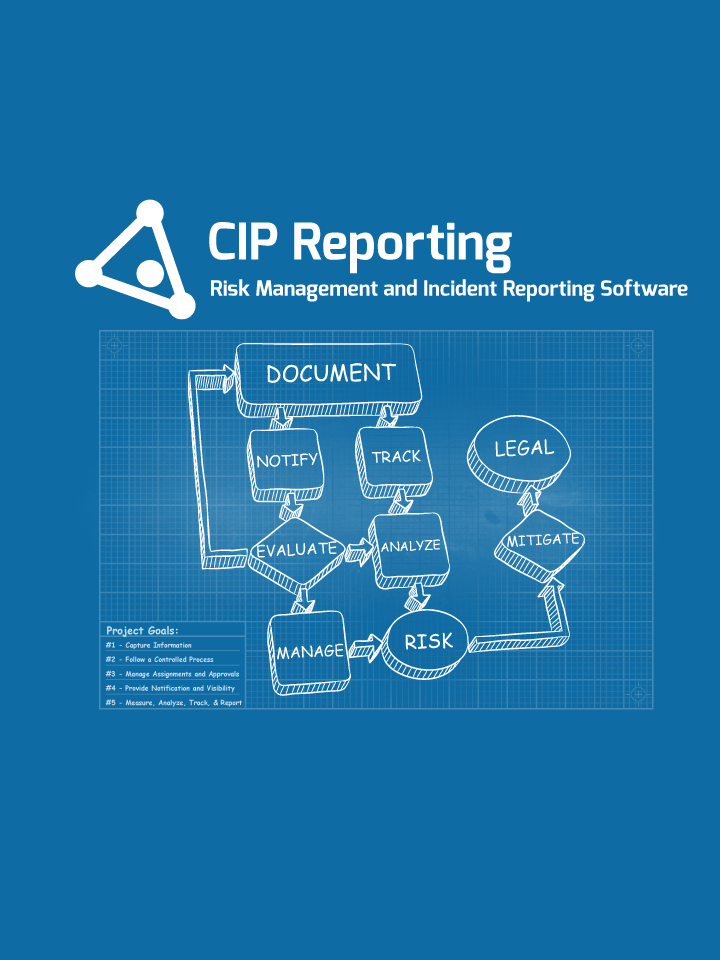 CIP Reporting
Risk Management and Incident Reporting Software
DOCUMENT
NOTIFY
TRACK
LEGAL
EVALUATE
ANALYZE
MITIGATE
MANAGE
RISK
Project Goals:
#1 - Capture Information
#2 - Follow a Controlled Process
#3 - Manage Assignments and Approvals
#4 - Provide Notification and Visibility
#5 - Measure, Analyze, Track, & Report